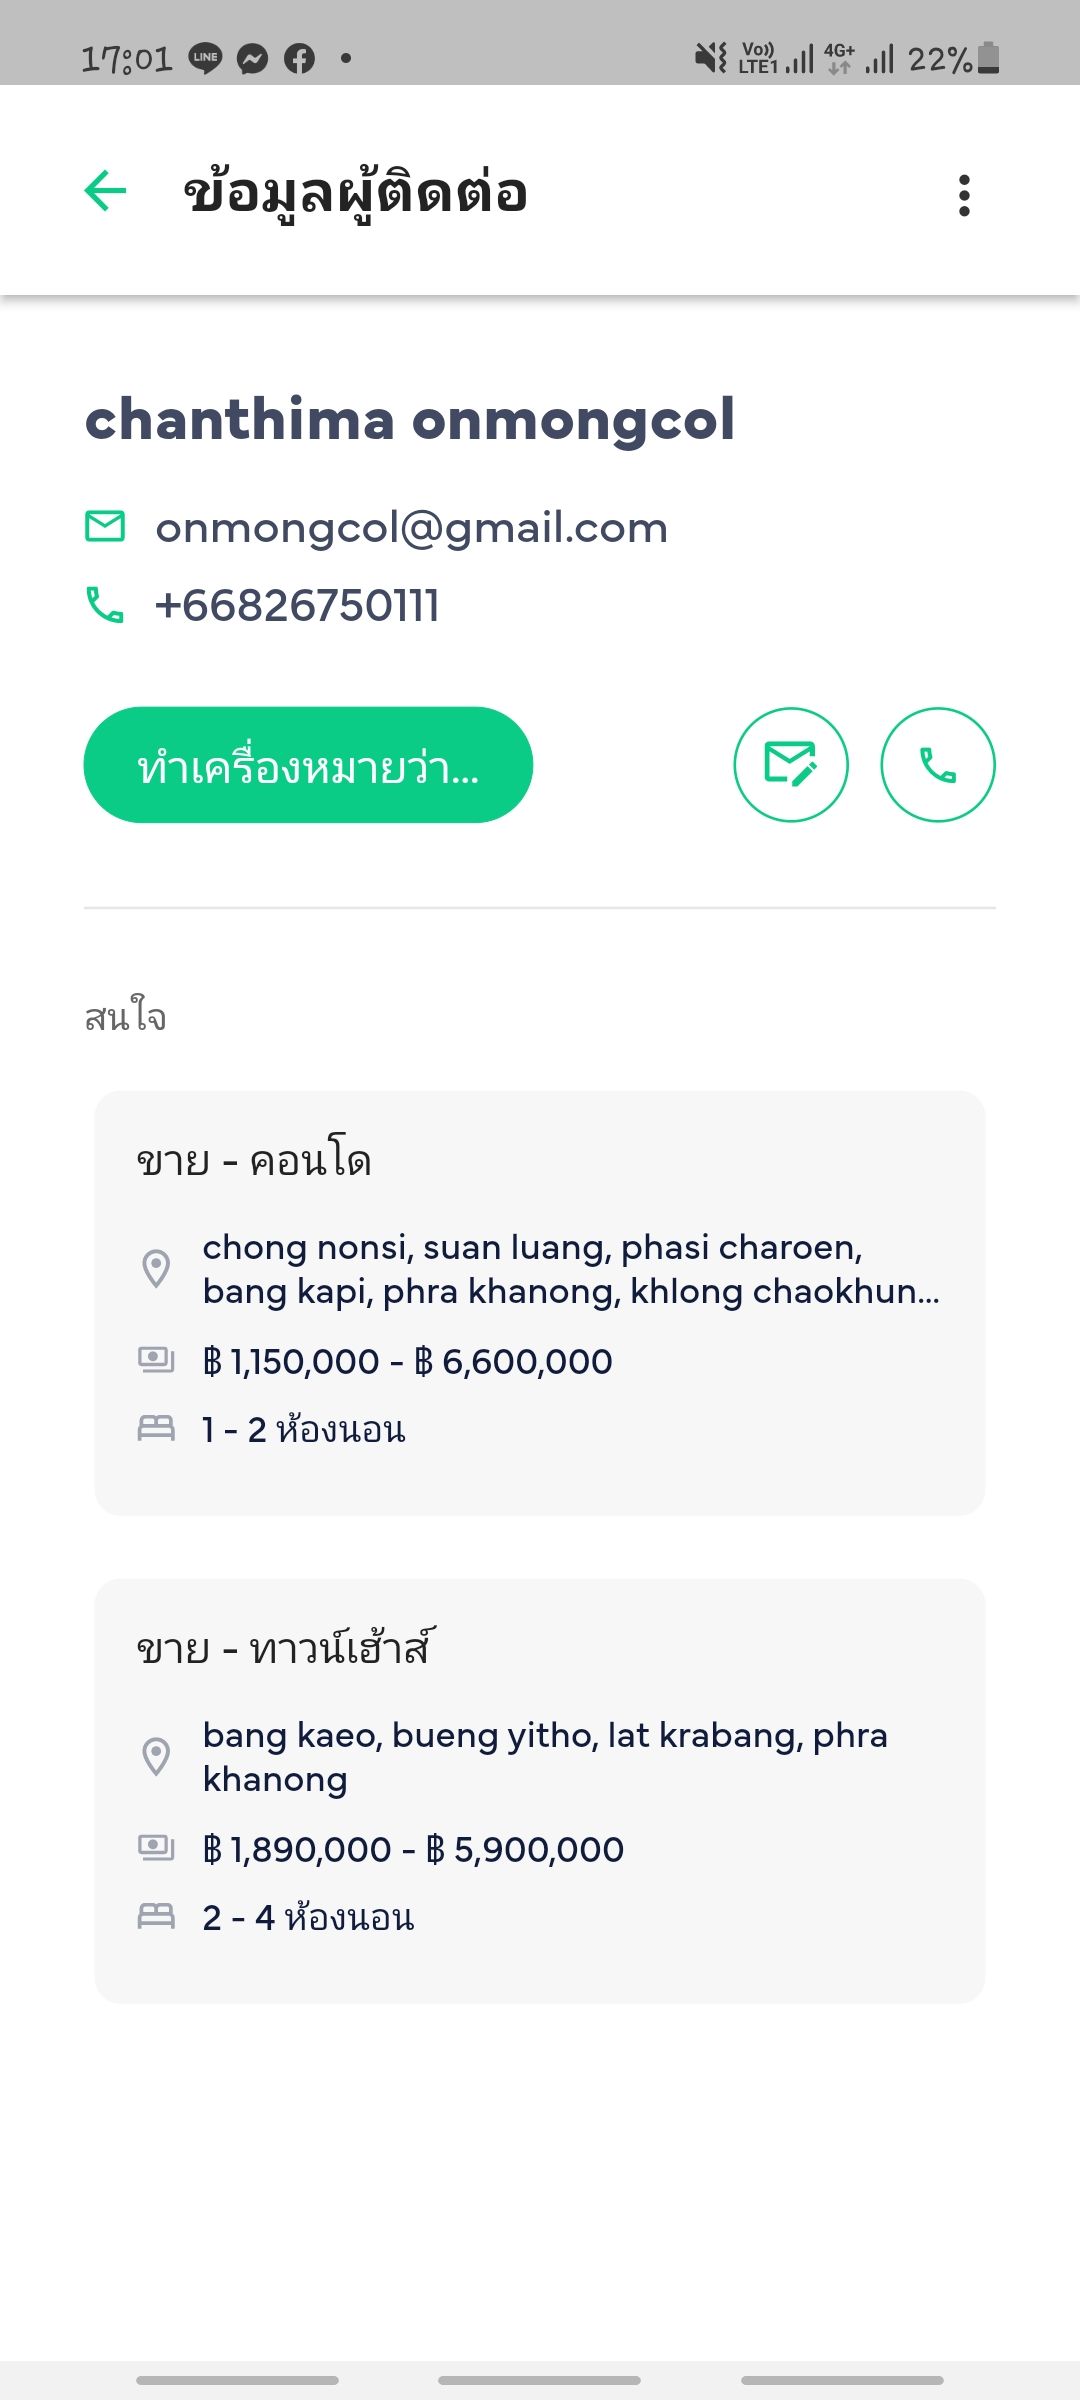 17:01
LINE
Vo)) LTE1
4G+
22%
ข้อมูลผู้ติดต่อ
chanthima onmongcol
onmongcol@gmail.com
+66826750111
ทำเครื่องหมายว่า...
สนใจ
ขาย - คอนโด
chong nonsi, suan luang, phasi charoen,
bang kapi, phra khanong, khlong chaokhun...
฿ 1,150,000 - ฿ 6,600,000
1 - 2 ห้องนอน
ขาย - ทาวน์เฮ้าส์
bang kaeo, bueng yitho, lat krabang, phra
khanong
฿ 1,890,000 - ฿ 5,900,000
2 - 4 ห้องนอน